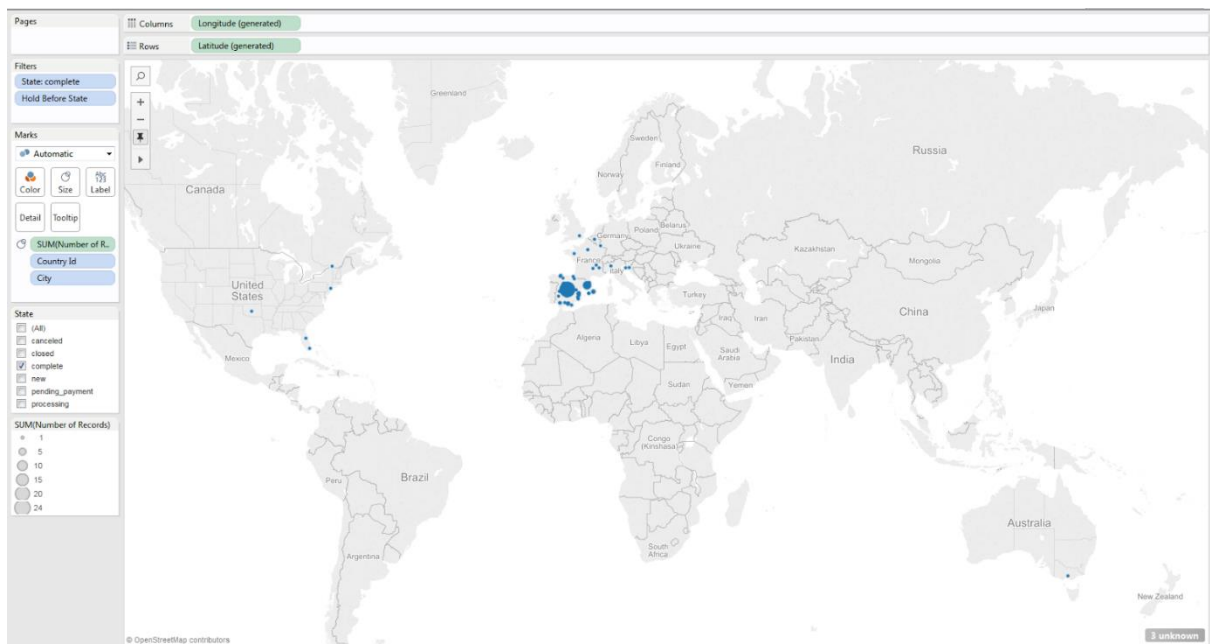 Pages
Columns
Longitude (generated)
Rows
Latitude (generated)
Filters
State: complete
Hold Before State
Marks
Automatic
Color
Size
Label
Detail
Tooltip
SUM(Number of R..
Country Id
City
State
(All)
canceled
closed
complete
new
pending_payment
processing
SUM(Number of Records)
1
5
10
15
20
24
Greenland
Canada
United
States
Mexico
Peru
Brazil
Argentina
Sweden
Finland
Norway
Russia
Germany
Poland
Belarus
Ukraine
France
Italy
Kazakhstan
Mongolia
Turkey
China
Japan
Iraq
Iran
Pakistan
India
Algeria
Libya
Egypt
Saudi
Arabia
Sudan
Yemen
Congo
(Kinshasa)
South
Africa
Australia
New Zealand
© OpenStreetMap contributors
3 unknown